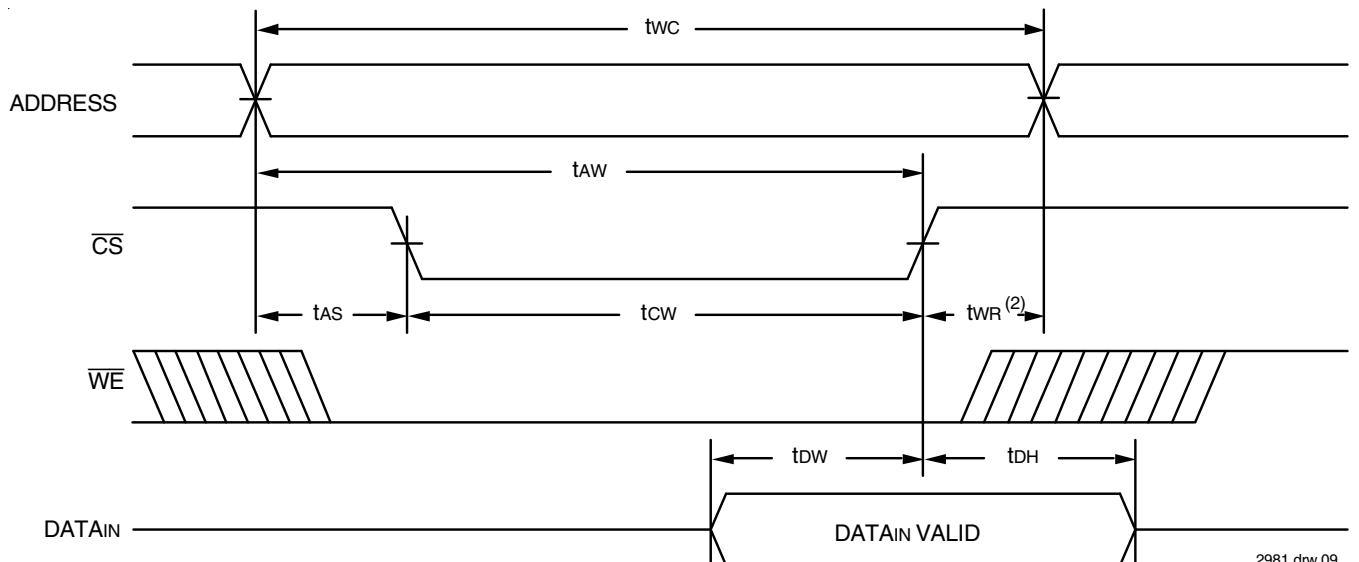 tWC
ADDRESS
tAW
CS
tAS tCW tWR (2)
WE
tDW tDH
DATAIN DATAIN VALID
2981 drw 09